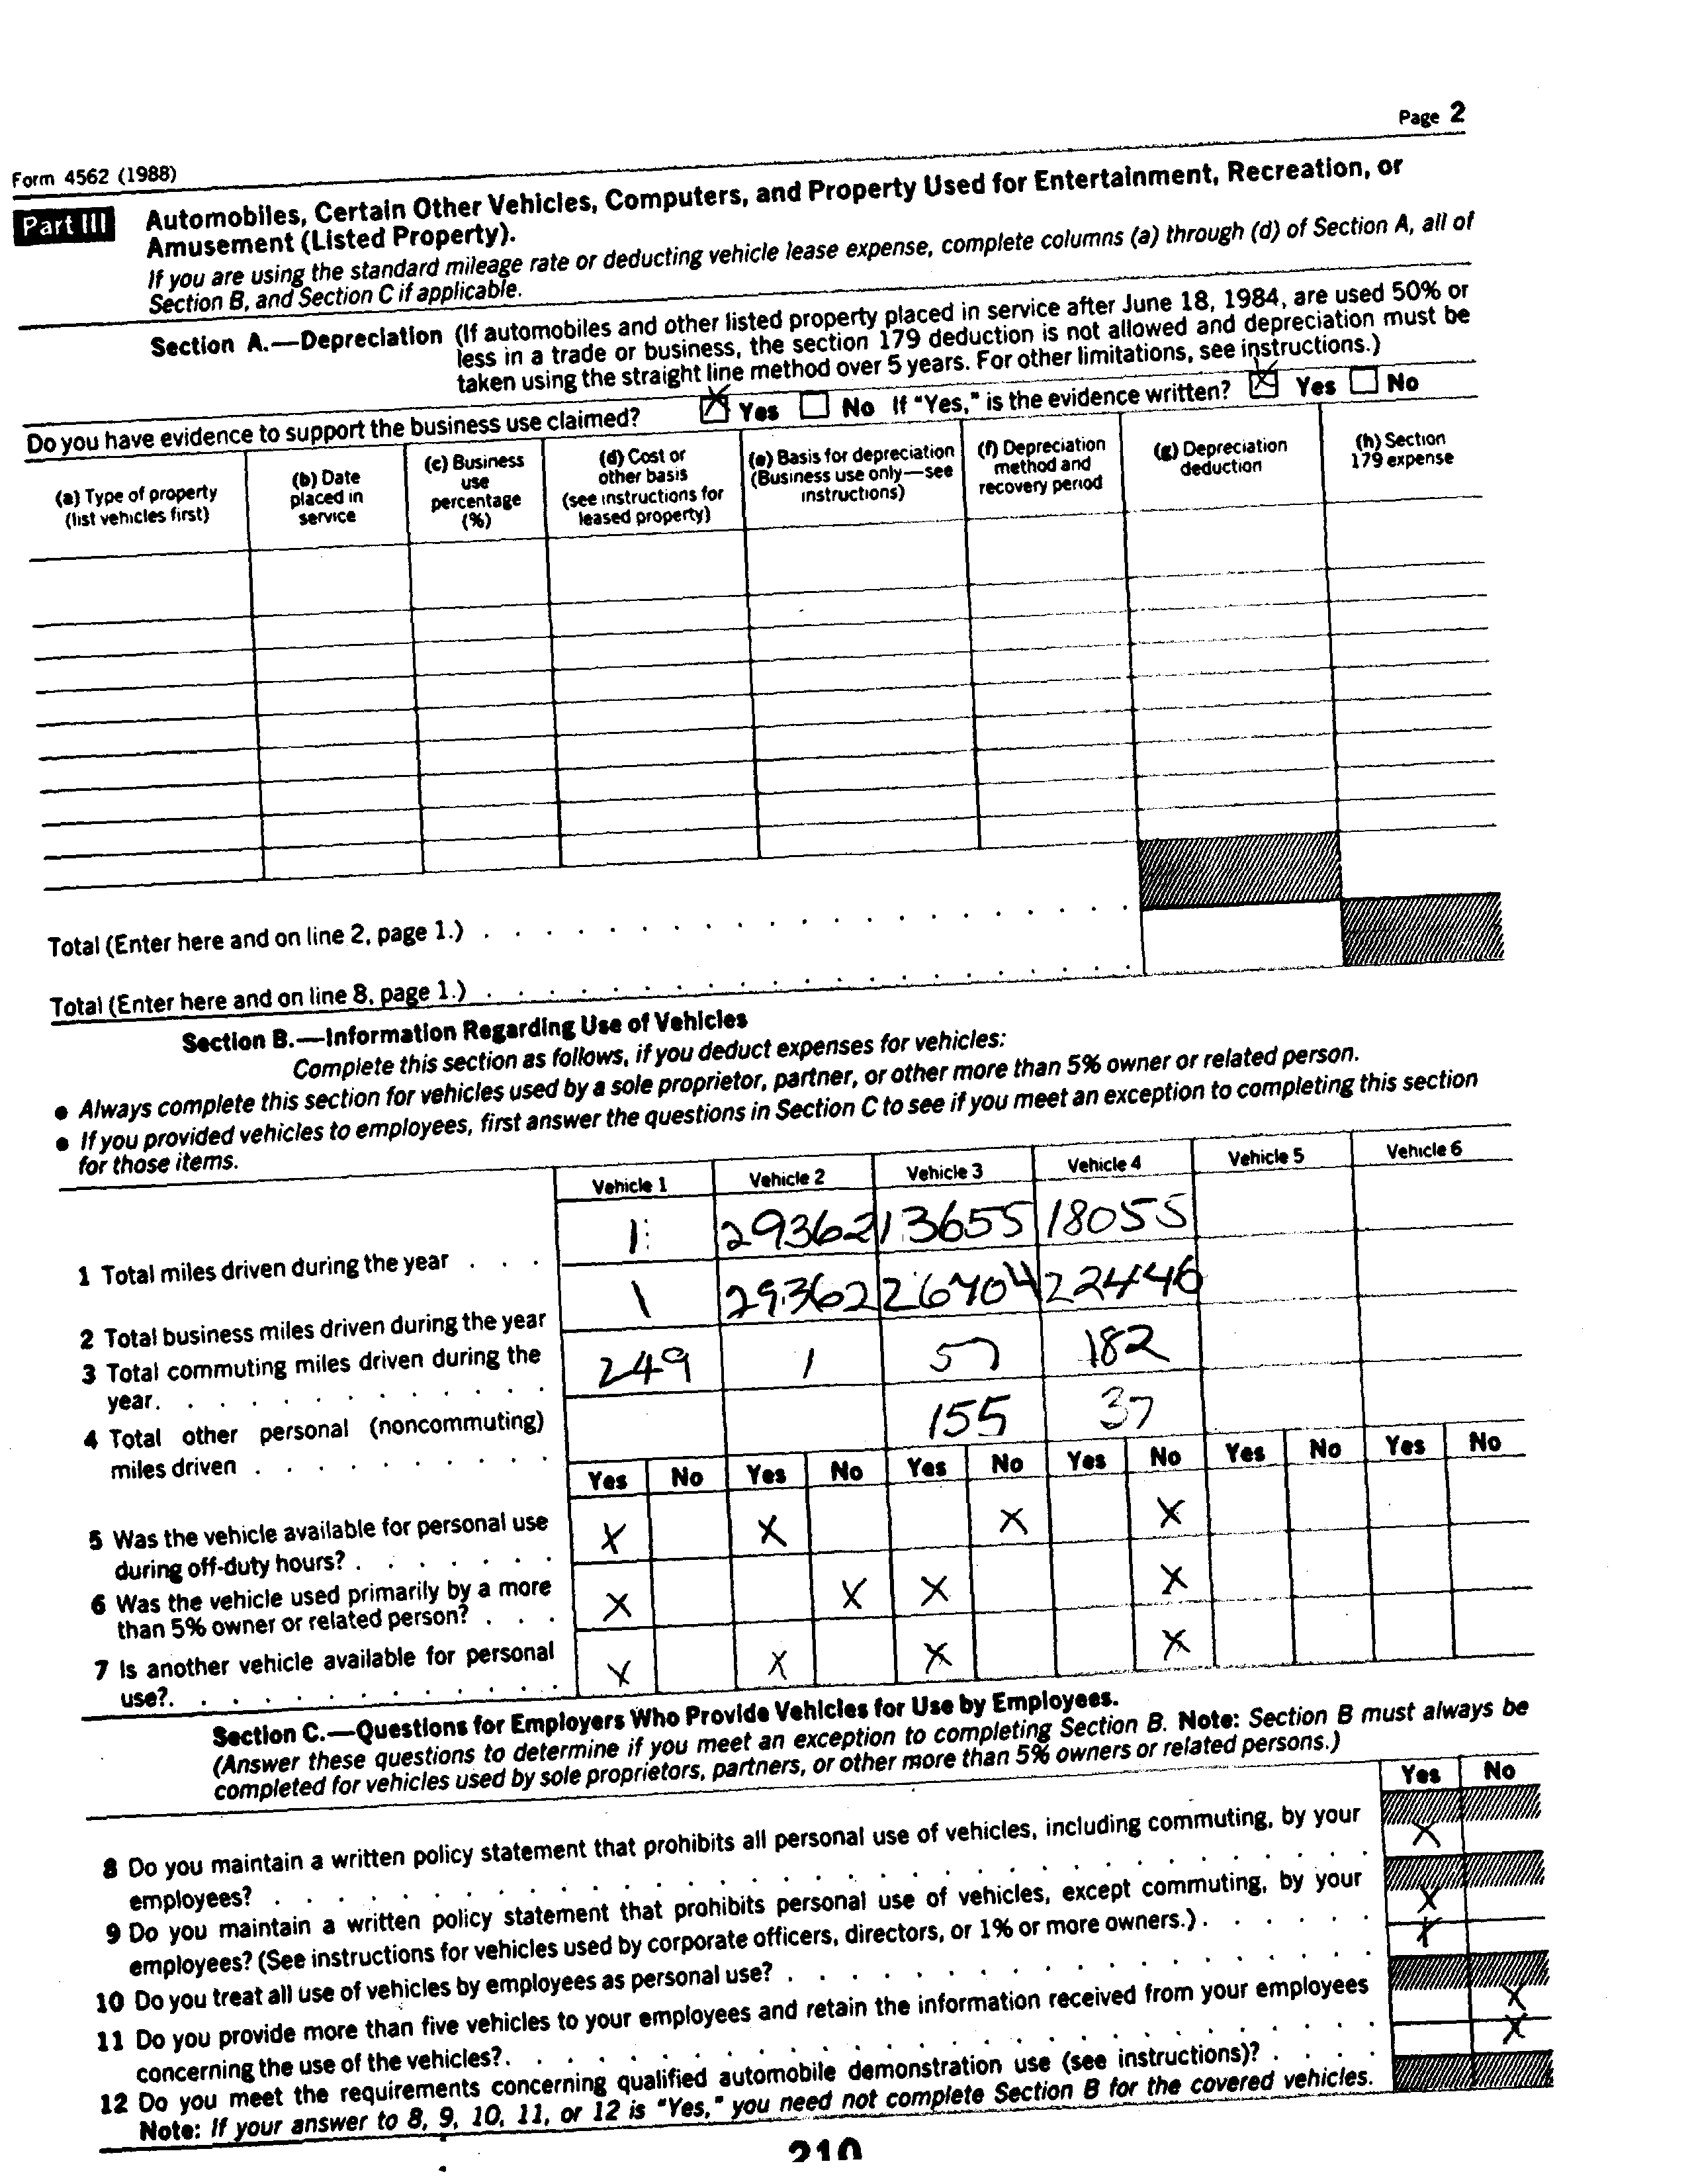 Page 2
Form 4562 (1988)
Part III Automobiles, Certain Other Vehicles, Computers, and Property Used for Entertainment, Recreation, or
Amusement (Listed Property).
If you are using the standard mileage rate or deducting vehicle lease expense, complete columns (a) through (d) of Section A, all of
Section B, and Section C if applicable.
Section A.—Depreciation (If automobiles and other listed property placed in service after June 18, 1984, are used 50% or
less in a trade or business, the section 179 deduction is not allowed and depreciation must be
taken using the straight line method over 5 years. For other limitations, see instructions.)
Do you have evidence to support the business use claimed? X Yes No If "Yes," is the evidence written? X Yes No
(a) Type of property
(list vehicles first)
(b) Date
placed in
service
(c) Business
use
percentage
(%)
(d) Cost or
other basis
(see instructions for
leased property)
(e) Basis for depreciation
(Business use only—see
instructions)
(f) Depreciation
method and
recovery period
(g) Depreciation
deduction
(h) Section
179 expense
Total (Enter here and on line 2, page 1.)
Total (Enter here and on line 8, page 1.)
Section B.—Information Regarding Use of Vehicles
Complete this section as follows, if you deduct expenses for vehicles:
● Always complete this section for vehicles used by a sole proprietor, partner, or other more than 5% owner or related person.
● If you provided vehicles to employees, first answer the questions in Section C to see if you meet an exception to completing this section
for those items.
Vehicle 1 Vehicle 2 Vehicle 3 Vehicle 4 Vehicle 5 Vehicle 6
1 Total miles driven during the year . . . 1 29362 13655 18055
2 Total business miles driven during the year 1 29362 26704 22446
3 Total commuting miles driven during the
year. . . . . . . . . . 249 1 57 182
4 Total other personal (noncommuting)
miles driven . . . . . . . . 155 37
Yes No Yes No Yes No Yes No Yes No Yes No
5 Was the vehicle available for personal use
during off-duty hours? . . . . . . X X X X
6 Was the vehicle used primarily by a more
than 5% owner or related person? . . . X X X X
7 Is another vehicle available for personal
use?. . . . . . . . . . X X X X
Section C.—Questions for Employers Who Provide Vehicles for Use by Employees.
(Answer these questions to determine if you meet an exception to completing Section B. Note: Section B must always be
completed for vehicles used by sole proprietors, partners, or other more than 5% owners or related persons.)
Yes No
8 Do you maintain a written policy statement that prohibits all personal use of vehicles, including commuting, by your
employees? X
9 Do you maintain a written policy statement that prohibits personal use of vehicles, except commuting, by your
employees? (See instructions for vehicles used by corporate officers, directors, or 1% or more owners.) X
10 Do you treat all use of vehicles by employees as personal use? X
11 Do you provide more than five vehicles to your employees and retain the information received from your employees
concerning the use of the vehicles?. X
12 Do you meet the requirements concerning qualified automobile demonstration use (see instructions)? X
Note: If your answer to 8, 9, 10, 11, or 12 is "Yes," you need not complete Section B for the covered vehicles.
210